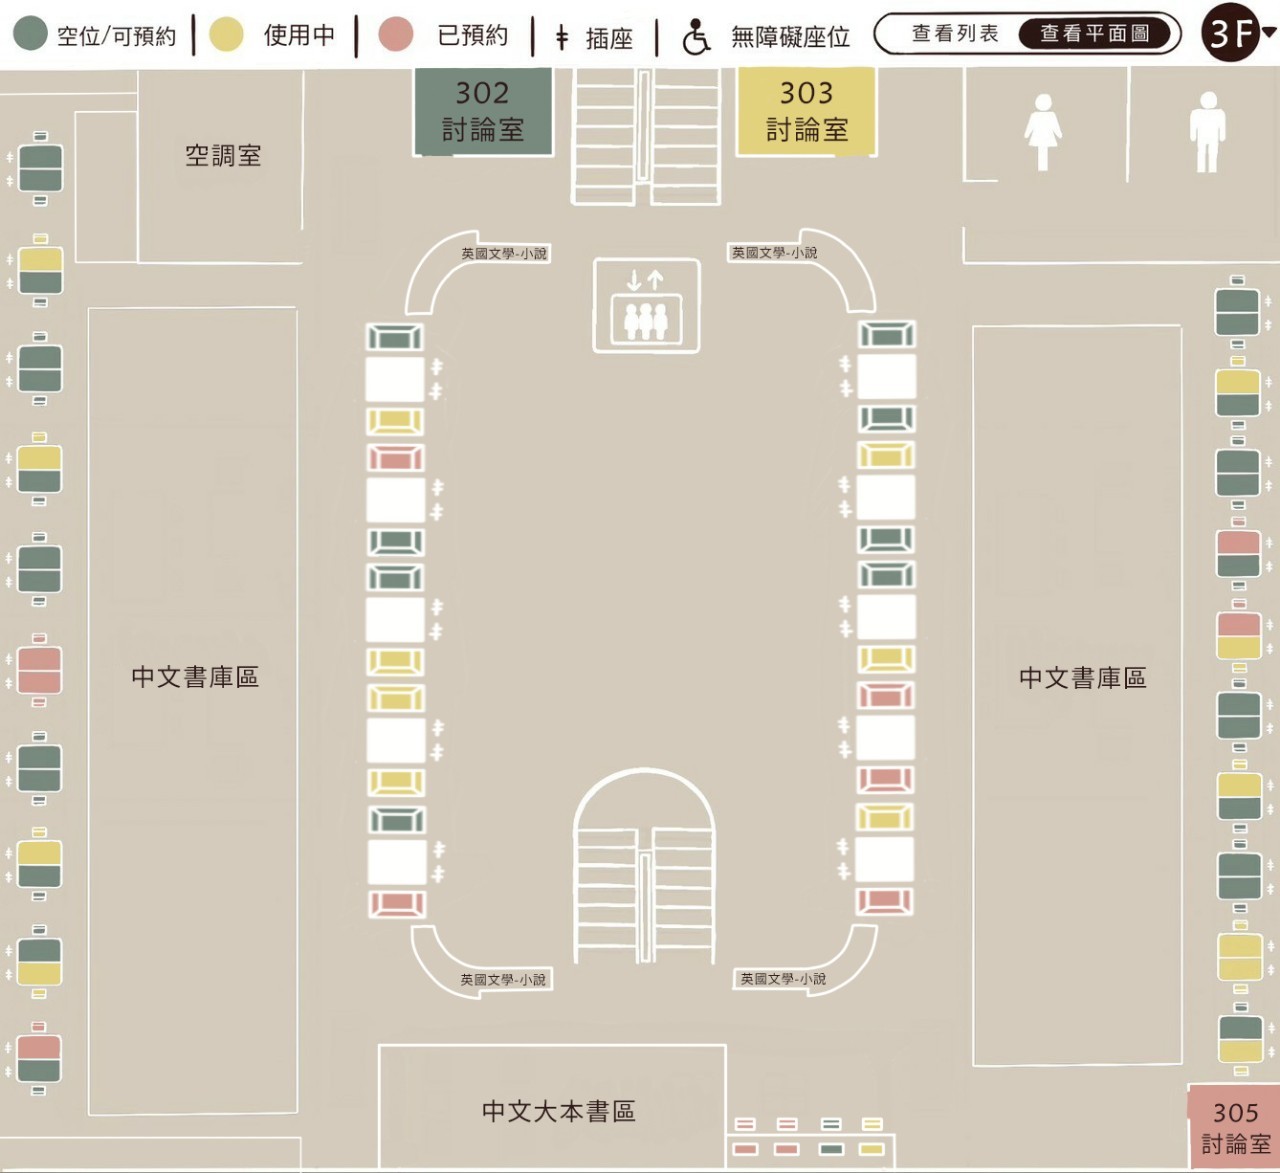 空位/可預約
使用中
已預約
插座
無障礙座位
查看列表
查看平面圖
3F
302
討論室
303
討論室
空調室
英國文學-小說
英國文學-小說
中文書庫區
中文書庫區
英國文學-小說
英國文學-小說
中文大本書區
305
討論室